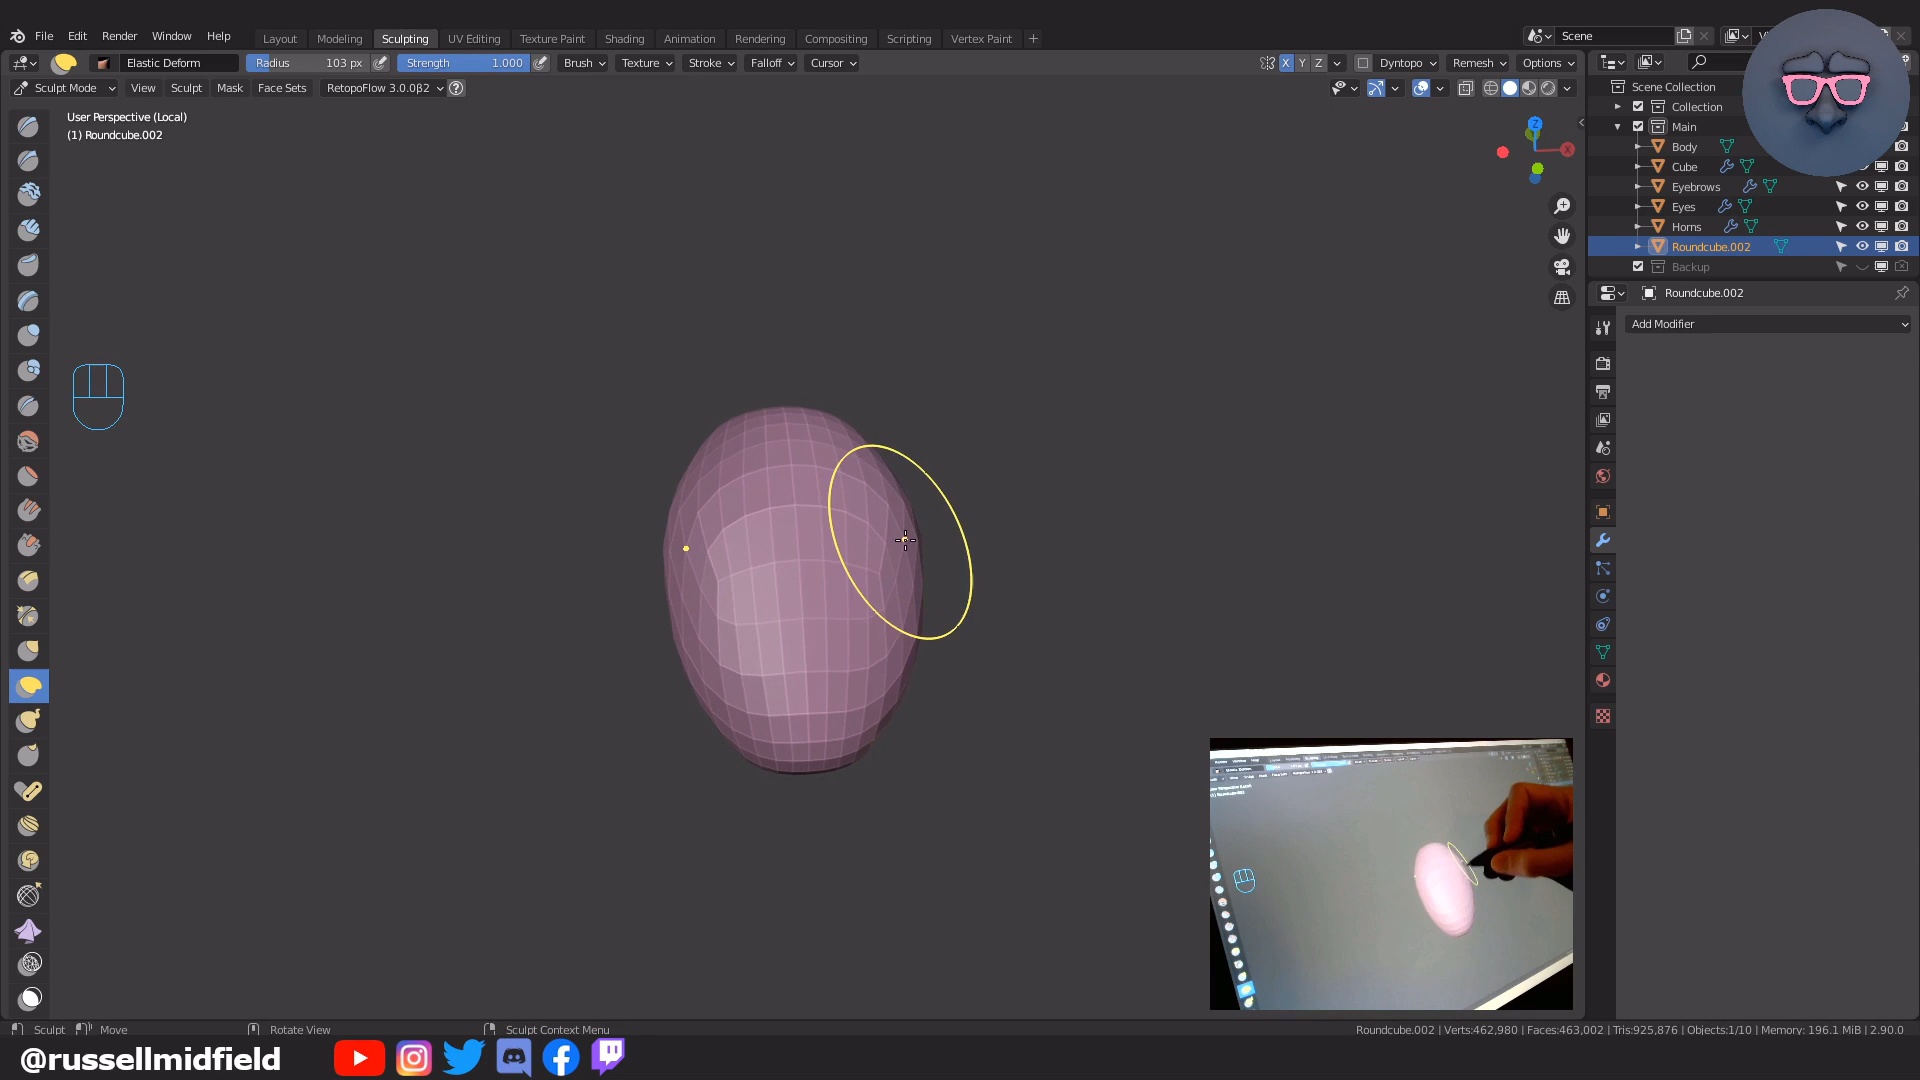 File Edit Render Window Help
Layout Modeling Sculpting UV Editing Texture Paint Shading Animation Rendering Compositing Scripting Vertex Paint +
Scene
Elastic Deform Radius 103 px Strength 1.000 Brush Texture Stroke Falloff Cursor
X Y Z Dyntopo Remesh Options
Sculpt Mode View Sculpt Mask Face Sets RetopoFlow 3.0.0β2
User Perspective (Local)
(1) Roundcube.002
Z
X
Scene Collection
Collection
Main
Body
Cube
Eyebrows
Eyes
Horns
Roundcube.002
Backup
Roundcube.002
Add Modifier
Sculpt Move Rotate View Sculpt Context Menu
Roundcube.002 | Verts:462,980 | Faces:463,002 | Tris:925,876 | Objects:1/10 | Memory: 196.1 MiB | 2.90.0
@russellmidfield